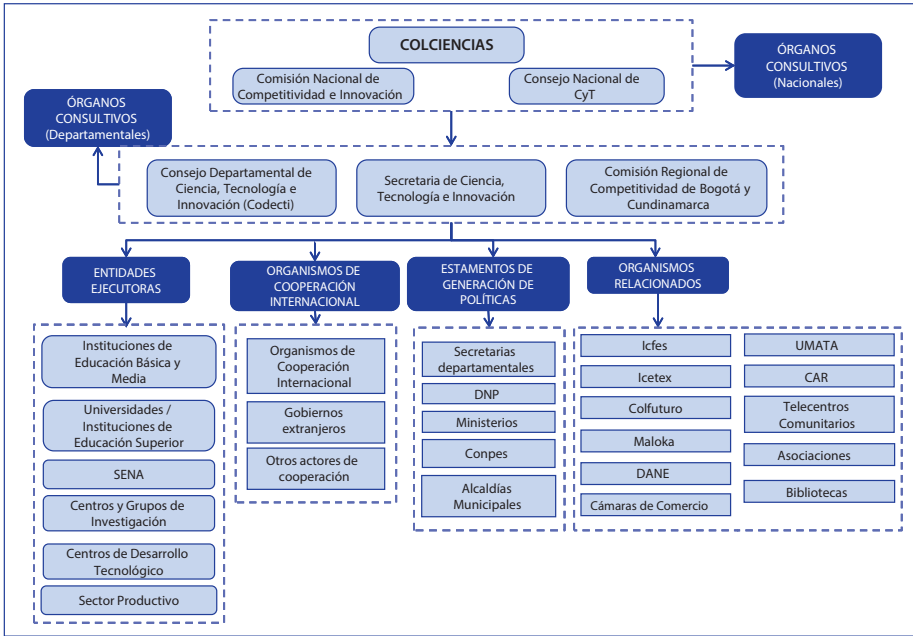 COLCIENCIAS
Comisión Nacional de
Competitividad e Innovación
Consejo Nacional de
CyT
ÓRGANOS
CONSULTIVOS
(Nacionales)
ÓRGANOS
CONSULTIVOS
(Departamentales)
Consejo Departamental de
Ciencia, Tecnología e
Innovación (Codecti)
Secretaria de Ciencia,
Tecnología e Innovación
Comisión Regional de
Competitividad de Bogotá y
Cundinamarca
ENTIDADES
EJECUTORAS
ORGANISMOS DE
COOPERACIÓN
INTERNACIONAL
ESTAMENTOS DE
GENERACIÓN DE
POLÍTICAS
ORGANISMOS
RELACIONADOS
Instituciones de
Educación Básica y
Media
Universidades /
Instituciones de
Educación Superior
SENA
Centros y Grupos de
Investigación
Centros de Desarrollo
Tecnológico
Sector Productivo
Organismos de
Cooperación
Internacional
Gobiernos
extranjeros
Otros actores de
cooperación
Secretarias
departamentales
DNP
Ministerios
Conpes
Alcaldías
Municipales
Icfes
Icetex
Colfuturo
Maloka
DANE
Cámaras de Comercio
UMATA
CAR
Telecentros
Comunitarios
Asociaciones
Bibliotecas